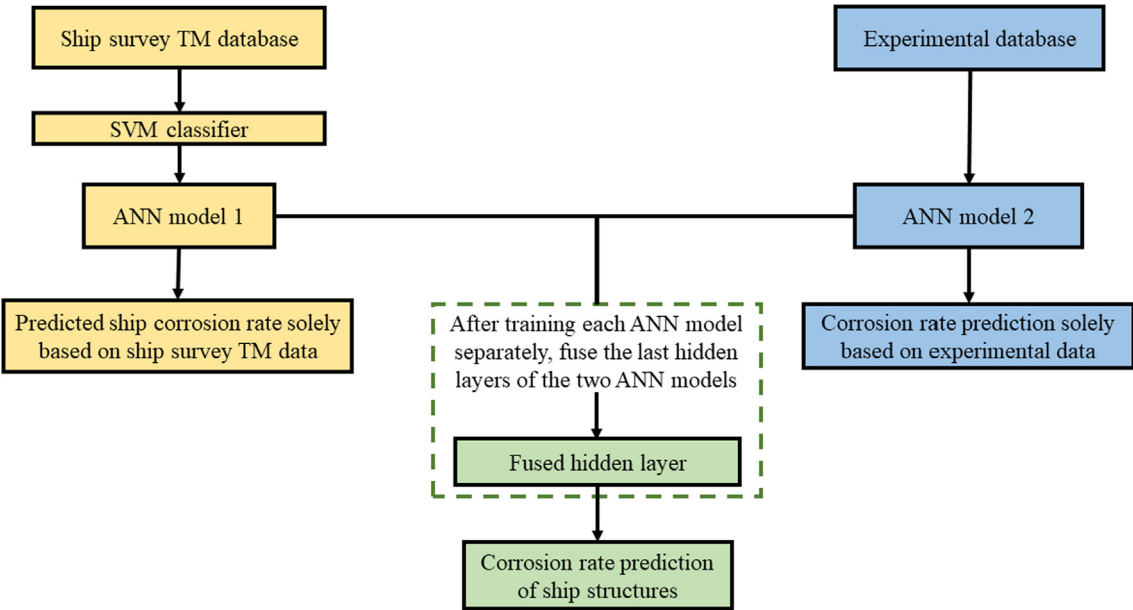 Ship survey TM database
Experimental database
SVM classifier
ANN model 1
ANN model 2
Predicted ship corrosion rate solely
based on ship survey TM data
After training each ANN model
separately, fuse the last hidden
layers of the two ANN models
Corrosion rate prediction solely
based on experimental data
Fused hidden layer
Corrosion rate prediction
of ship structures